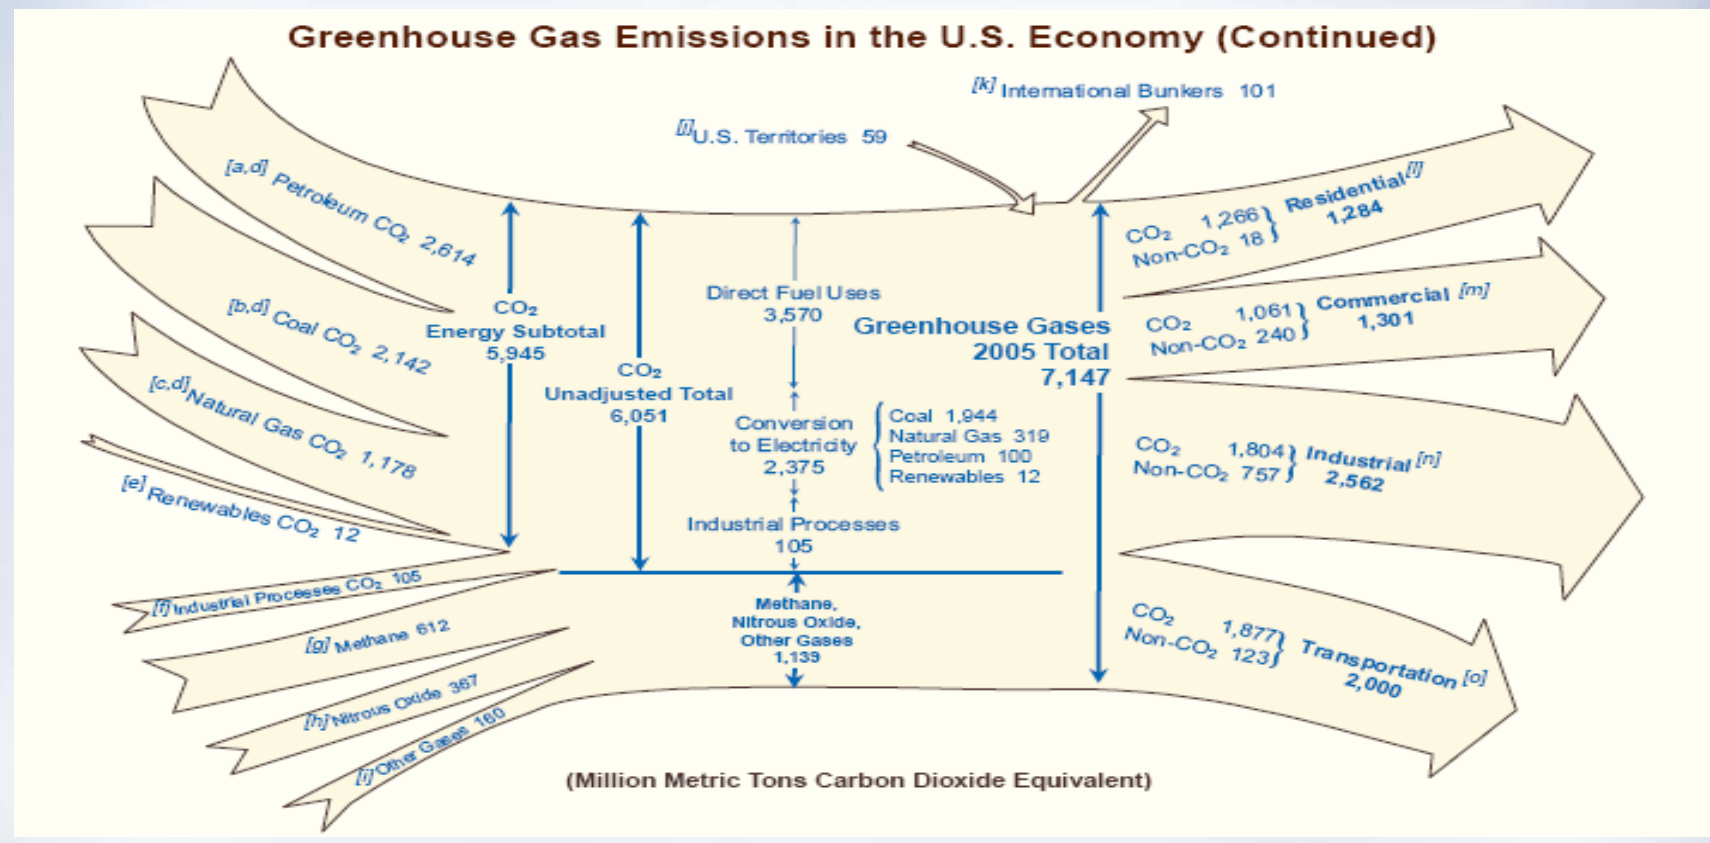 Greenhouse Gas Emissions in the U.S. Economy (Continued)
[k] International Bunkers 101
[j] U.S. Territories 59
[a,d] Petroleum CO₂ 2,614
[b,d] Coal CO₂ 2,142
[c,d] Natural Gas CO₂ 1,178
[e] Renewables CO₂ 12
[f] Industrial Processes CO₂ 105
[g] Methane 612
[h] Nitrous Oxide 367
[i] Other Gases 160
CO₂
Energy Subtotal
5,945
CO₂
Unadjusted Total
6,051
Direct Fuel Uses
3,570
Conversion
to Electricity
2,375
Coal 1,944
Natural Gas 319
Petroleum 100
Renewables 12
Industrial Processes
105
Methane,
Nitrous Oxide,
Other Gases
1,139
Greenhouse Gases
2005 Total
7,147
CO₂ 1,266
Non-CO₂ 18
Residential [l]
1,284
CO₂ 1,061
Non-CO₂ 240
Commercial [m]
1,301
CO₂ 1,804
Non-CO₂ 757
Industrial [n]
2,562
CO₂ 1,877
Non-CO₂ 123
Transportation [o]
2,000
(Million Metric Tons Carbon Dioxide Equivalent)